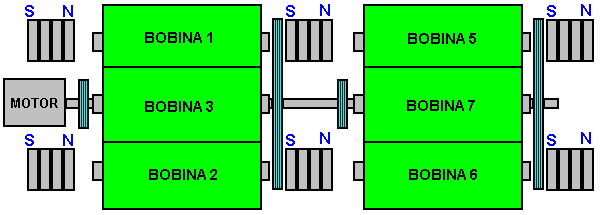 S N S N S N
BOBINA 1 BOBINA 5
MOTOR BOBINA 3 BOBINA 7
S N S N S N
BOBINA 2 BOBINA 6